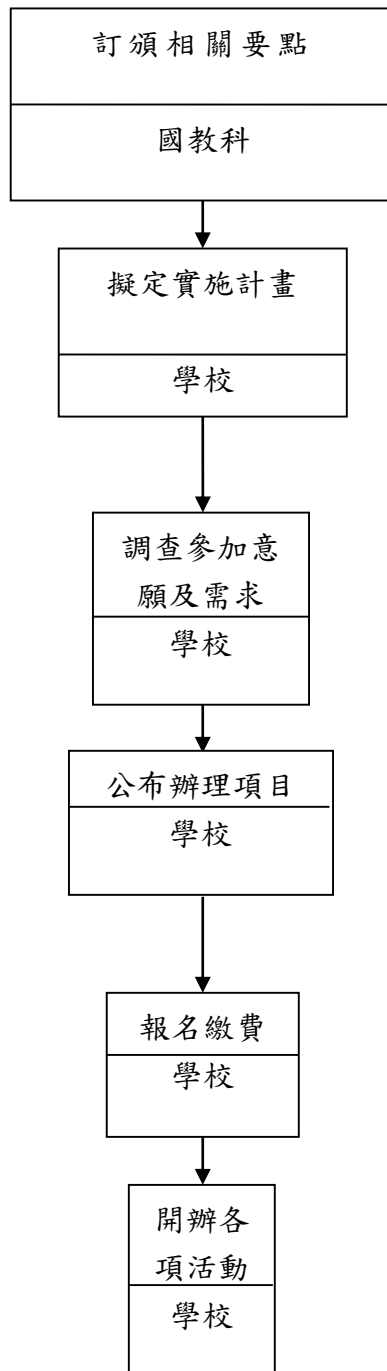 訂頒相關要點
國教科
擬定實施計畫
學校
調查參加意
願及需求
學校
公布辦理項目
學校
報名繳費
學校
開辦各
項活動
學校